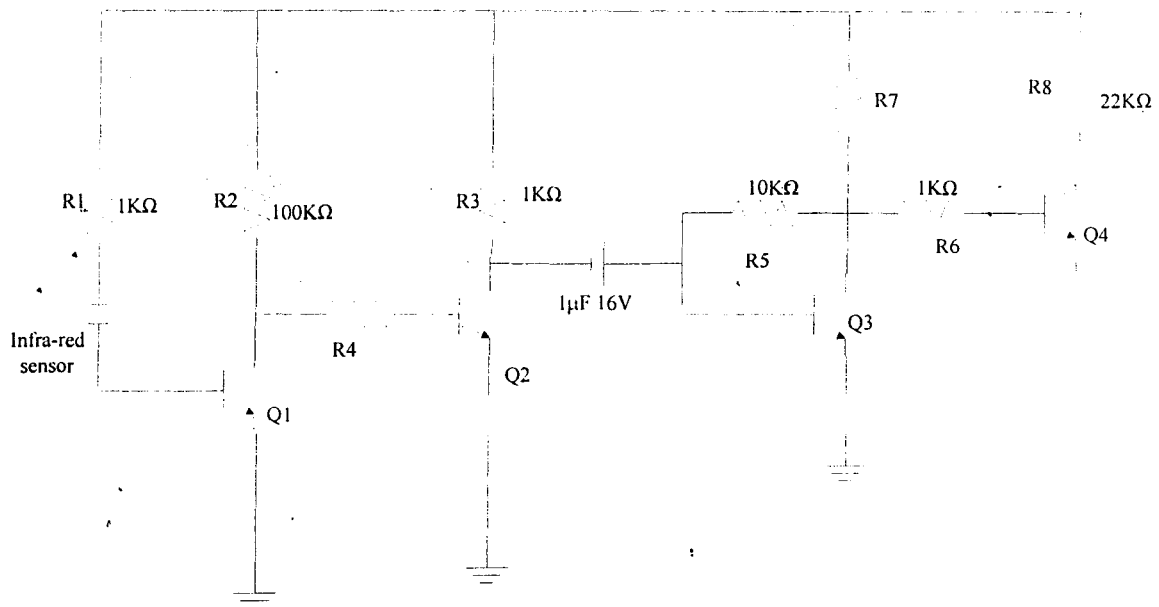 R8
R7
22KΩ
R1
1KΩ
R2
100KΩ
R3
1KΩ
10KΩ
1KΩ
R5
R6
Q4
1μF 16V
Infra-red
sensor
R4
Q2
Q3
Q1